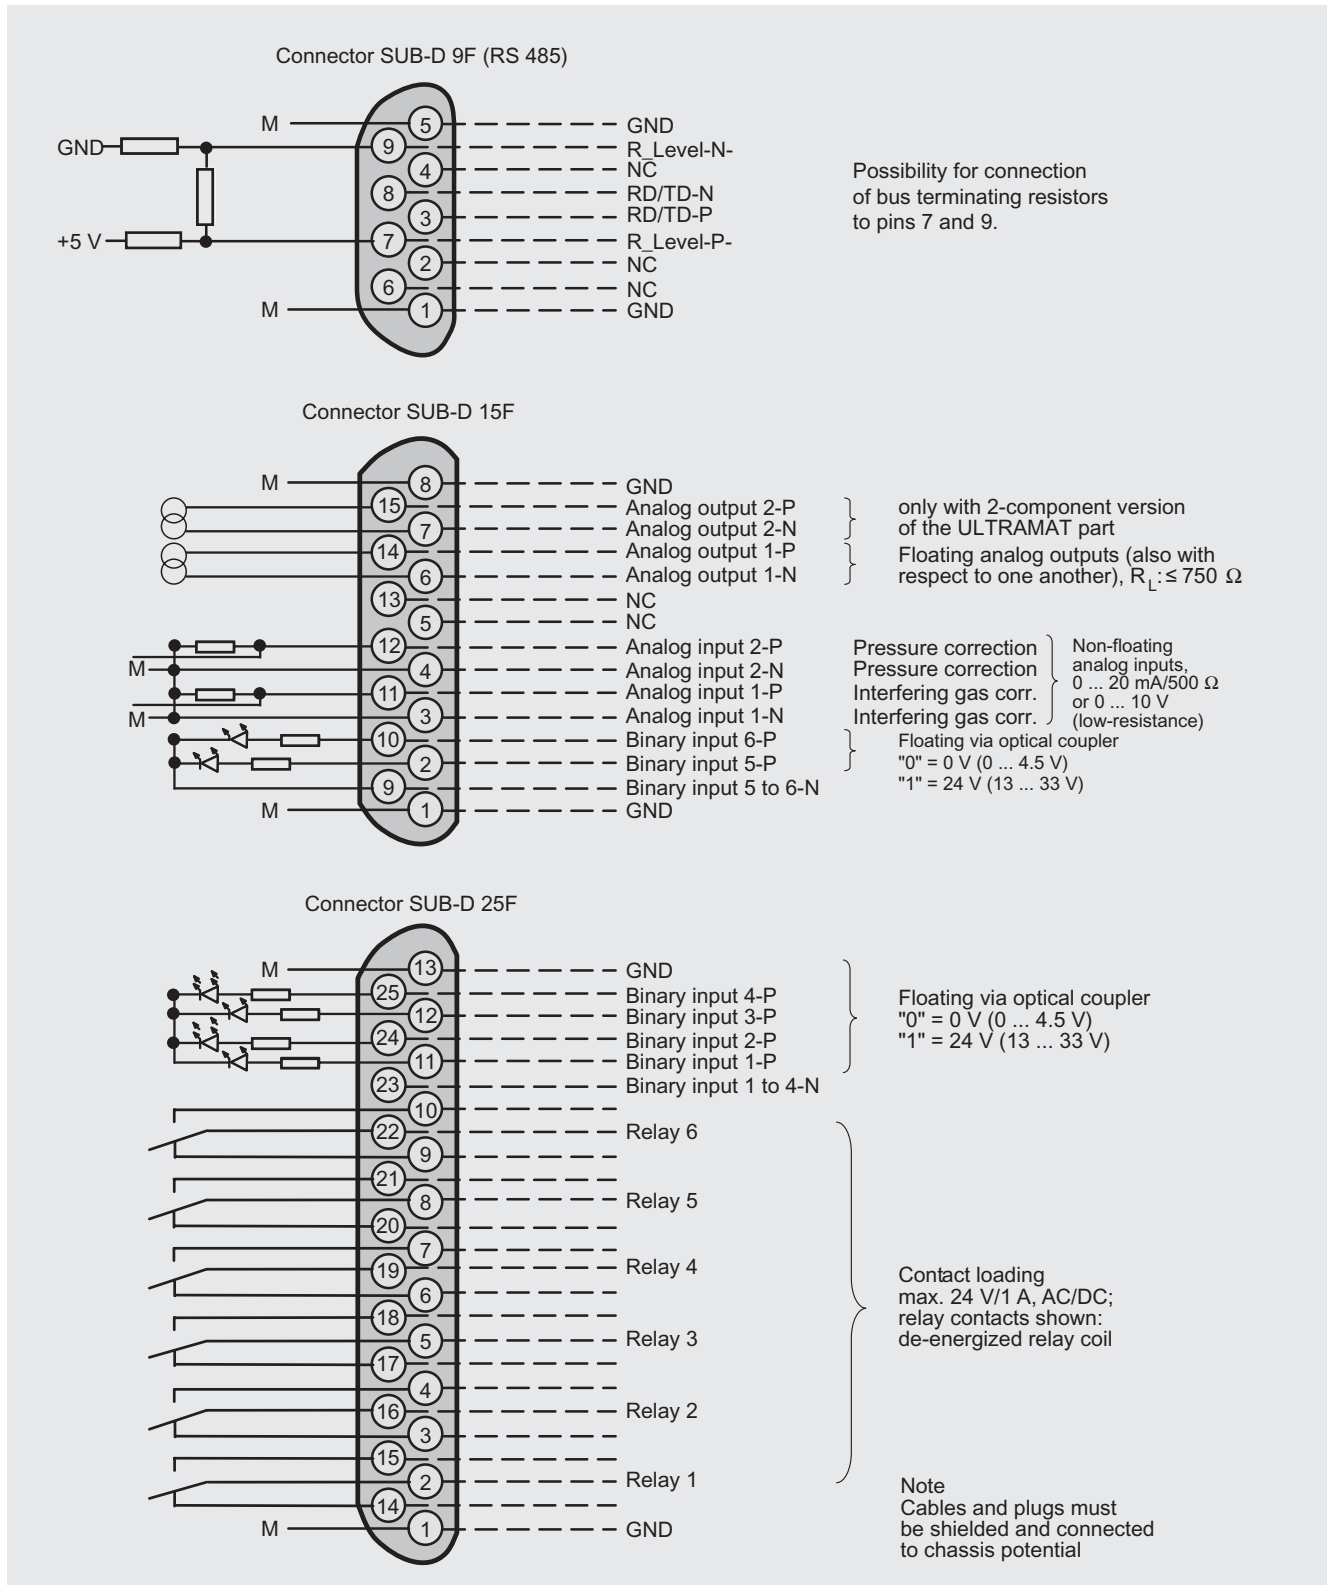 Connector SUB-D 9F (RS 485)
M 5 GND
GND 9 R_Level-N-
4 NC
8 RD/TD-N
3 RD/TD-P
+5 V 7 R_Level-P-
2 NC
6 NC
M 1 GND
Possibility for connection
of bus terminating resistors
to pins 7 and 9.
Connector SUB-D 15F
M 8 GND
15 Analog output 2-P
7 Analog output 2-N
14 Analog output 1-P
6 Analog output 1-N
13 NC
5 NC
12 Analog input 2-P Pressure correction
M 4 Analog input 2-N Pressure correction
11 Analog input 1-P Interfering gas corr.
M 3 Analog input 1-N Interfering gas corr.
10 Binary input 6-P
2 Binary input 5-P
9 Binary input 5 to 6-N
M 1 GND
only with 2-component version
of the ULTRAMAT part
Floating analog outputs (also with
respect to one another), RL: ≤ 750 Ω
Non-floating
analog inputs,
0 ... 20 mA/500 Ω
or 0 ... 10 V
(low-resistance)
Floating via optical coupler
"0" = 0 V (0 ... 4.5 V)
"1" = 24 V (13 ... 33 V)
Connector SUB-D 25F
M 13 GND
25 Binary input 4-P
12 Binary input 3-P
24 Binary input 2-P
11 Binary input 1-P
23 Binary input 1 to 4-N
10
22 Relay 6
9
21
8 Relay 5
20
7
19 Relay 4
6
18
5 Relay 3
17
4
16 Relay 2
3
15
2 Relay 1
14
M 1 GND
Floating via optical coupler
"0" = 0 V (0 ... 4.5 V)
"1" = 24 V (13 ... 33 V)
Contact loading
max. 24 V/1 A, AC/DC;
relay contacts shown:
de-energized relay coil
Note
Cables and plugs must
be shielded and connected
to chassis potential